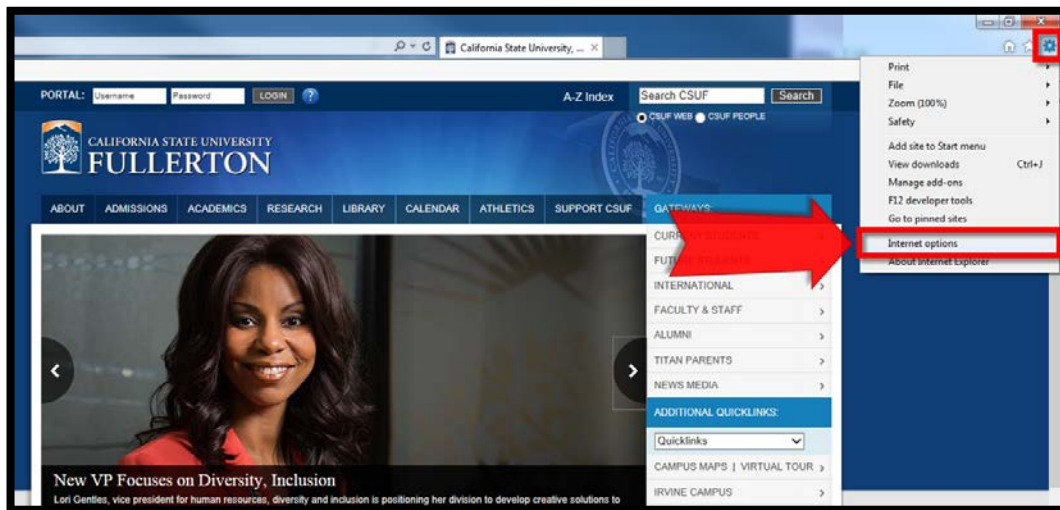 California State University, ... ×
PORTAL: Username Password LOGIN ?
A-Z Index Search CSUF Search
CSUF WEB CSUF PEOPLE
CALIFORNIA STATE UNIVERSITY
FULLERTON
ABOUT ADMISSIONS ACADEMICS RESEARCH LIBRARY CALENDAR ATHLETICS SUPPORT CSUF GATEWAYS:
CURRENT STUDENTS
FUTURE STUDENTS
INTERNATIONAL
FACULTY & STAFF
ALUMNI
TITAN PARENTS
NEWS MEDIA
ADDITIONAL QUICKLINKS:
Quicklinks
CAMPUS MAPS | VIRTUAL TOUR
IRVINE CAMPUS
New VP Focuses on Diversity, Inclusion
Lori Gentles, vice president for human resources, diversity and inclusion is positioning her division to develop creative solutions to
Print
File
Zoom (100%)
Safety
Add site to Start menu
View downloads Ctrl+J
Manage add-ons
F12 developer tools
Go to pinned sites
Internet options
About Internet Explorer